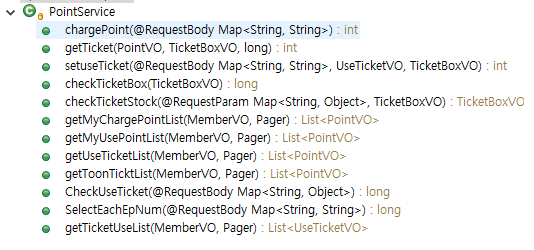 PointService
chargePoint(@RequestBody Map<String, String>) : int
getTicket(PointVO, TicketBoxVO, long) : int
setuseTicket(@RequestBody Map<String, String>, UseTicketVO, TicketBoxVO) : int
checkTicketBox(TicketBoxVO) : long
checkTicketStock(@RequestParam Map<String, Object>, TicketBoxVO) : TicketBoxVO
getMyChargePointList(MemberVO, Pager) : List<PointVO>
getMyUsePointList(MemberVO, Pager) : List<PointVO>
getUseTicketList(MemberVO, Pager) : List<PointVO>
getToonTicktList(MemberVO, Pager) : List<PointVO>
CheckUseTicket(@RequestBody Map<String, Object>) : long
SelectEachEpNum(@RequestBody Map<String, String>) : long
getTicketUseList(MemberVO, Pager) : List<UseTicketVO>